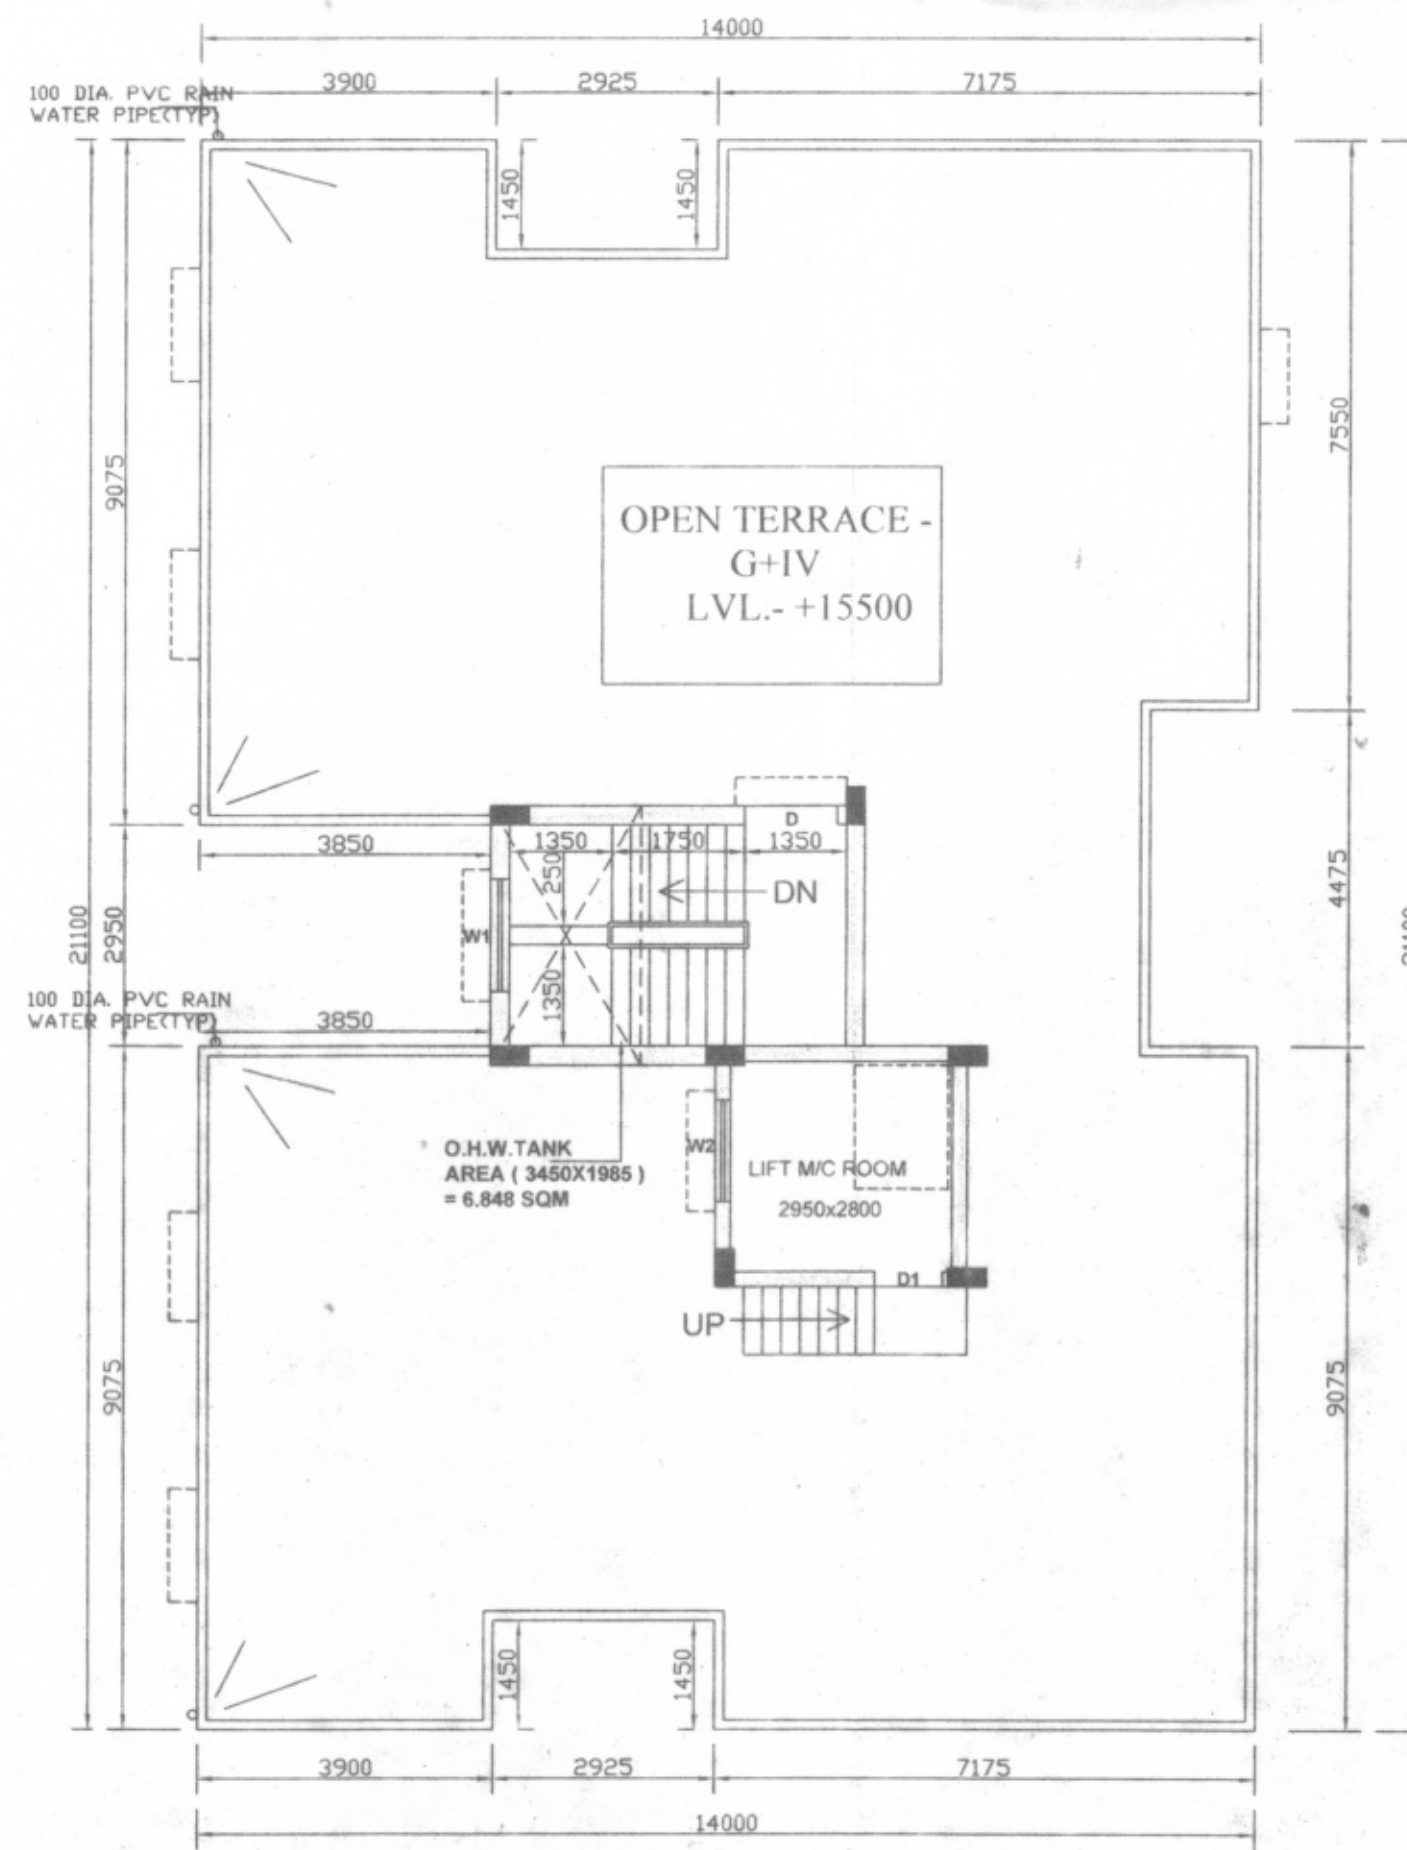 14000
3900
2925
7175
100 DIA. PVC RAIN
WATER PIPE(TYP)
1450
1450
9075
7550
OPEN TERRACE -
G+IV
LVL.- +15500
D
3850
1350
1750
1350
250
DN
21100
2950
4475
W1
1350
100 DIA. PVC RAIN
WATER PIPE(TYP)
3850
O.H.W.TANK
AREA ( 3450X1985 )
= 6.848 SQM
W2
LIFT M/C ROOM
2950x2800
D1
UP
9075
9075
1450
1450
3900
2925
7175
14000